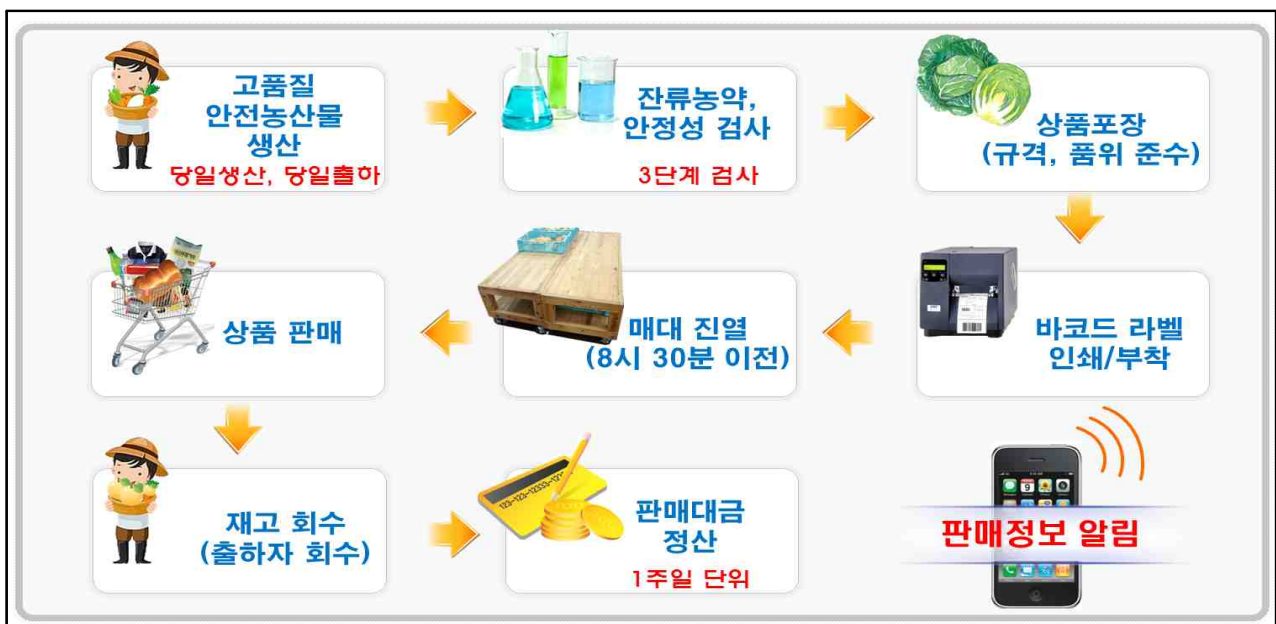 고품질
안전농산물
생산
당일생산, 당일출하
잔류농약,
안정성 검사
3단계 검사
상품포장
(규격, 품위 준수)
바코드 라벨
인쇄/부착
매대 진열
(8시 30분 이전)
상품 판매
재고 회수
(출하자 회수)
판매대금
정산
1주일 단위
판매정보 알림